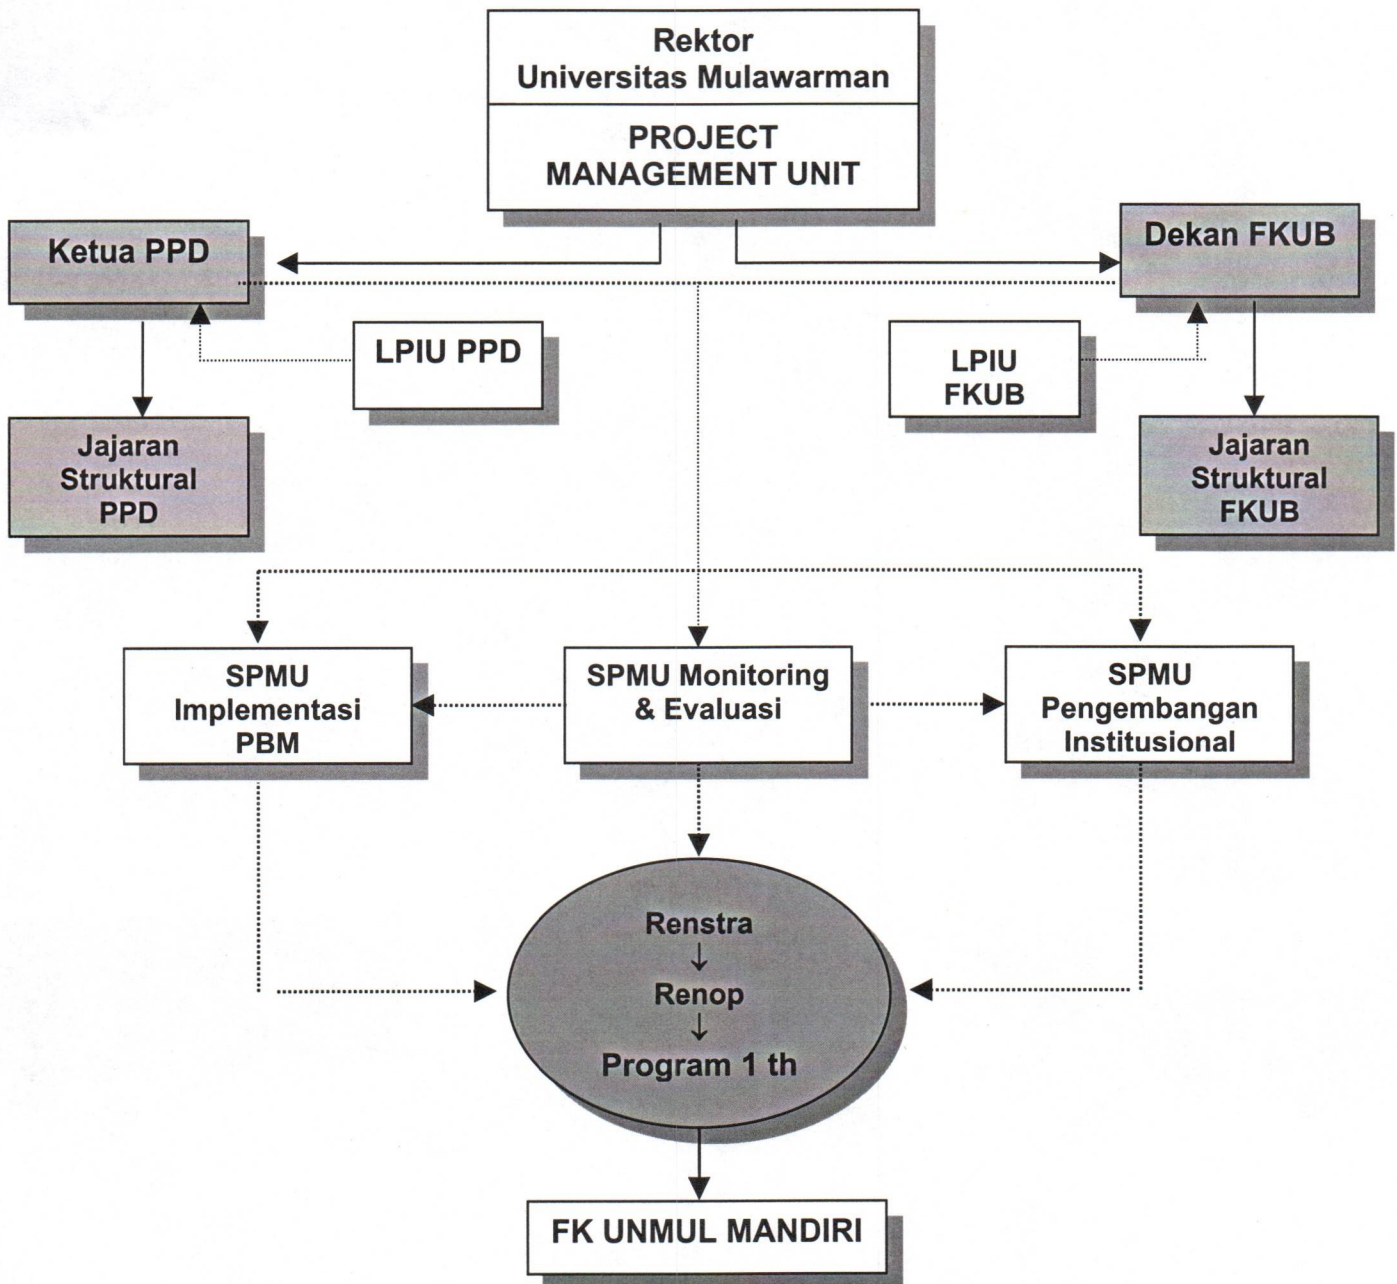 Rektor
Universitas Mulawarman
PROJECT
MANAGEMENT UNIT
Ketua PPD
Dekan FKUB
LPIU PPD
LPIU
FKUB
Jajaran
Struktural
PPD
Jajaran
Struktural
FKUB
SPMU
Implementasi
PBM
SPMU Monitoring
& Evaluasi
SPMU
Pengembangan
Institusional
Renstra
↓
Renop
↓
Program 1 th
FK UNMUL MANDIRI